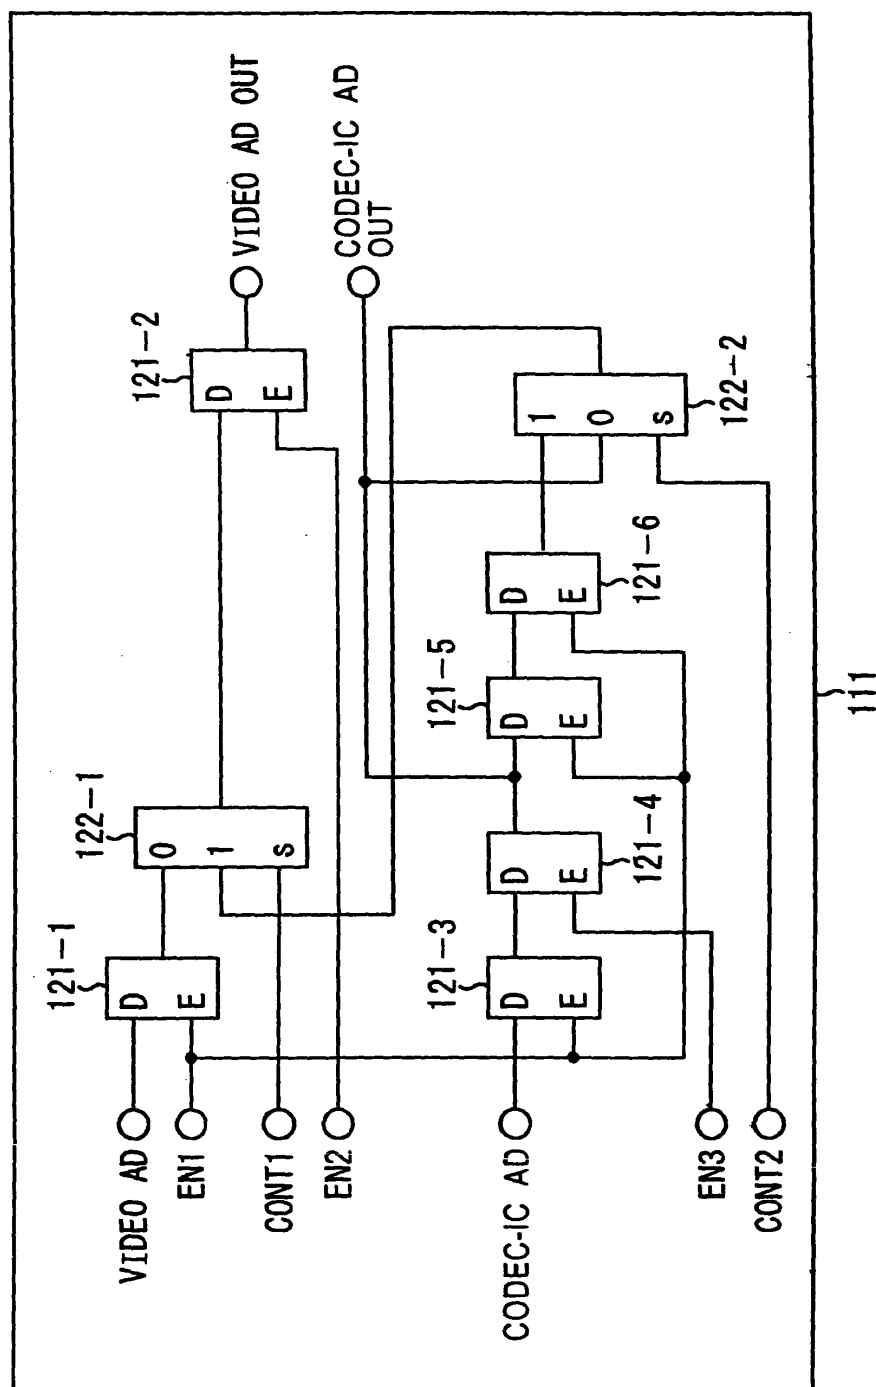 121-1
122-1
121-2
VIDEO AD
D
E
0
1
s
D
E
VIDEO AD OUT
EN1
CONT1
EN2
CODEC-IC AD
OUT
121-3
121-5
CODEC-IC AD
D
E
D
E
D
E
D
E
1
0
s
121-4
121-6
122-2
EN3
CONT2
111